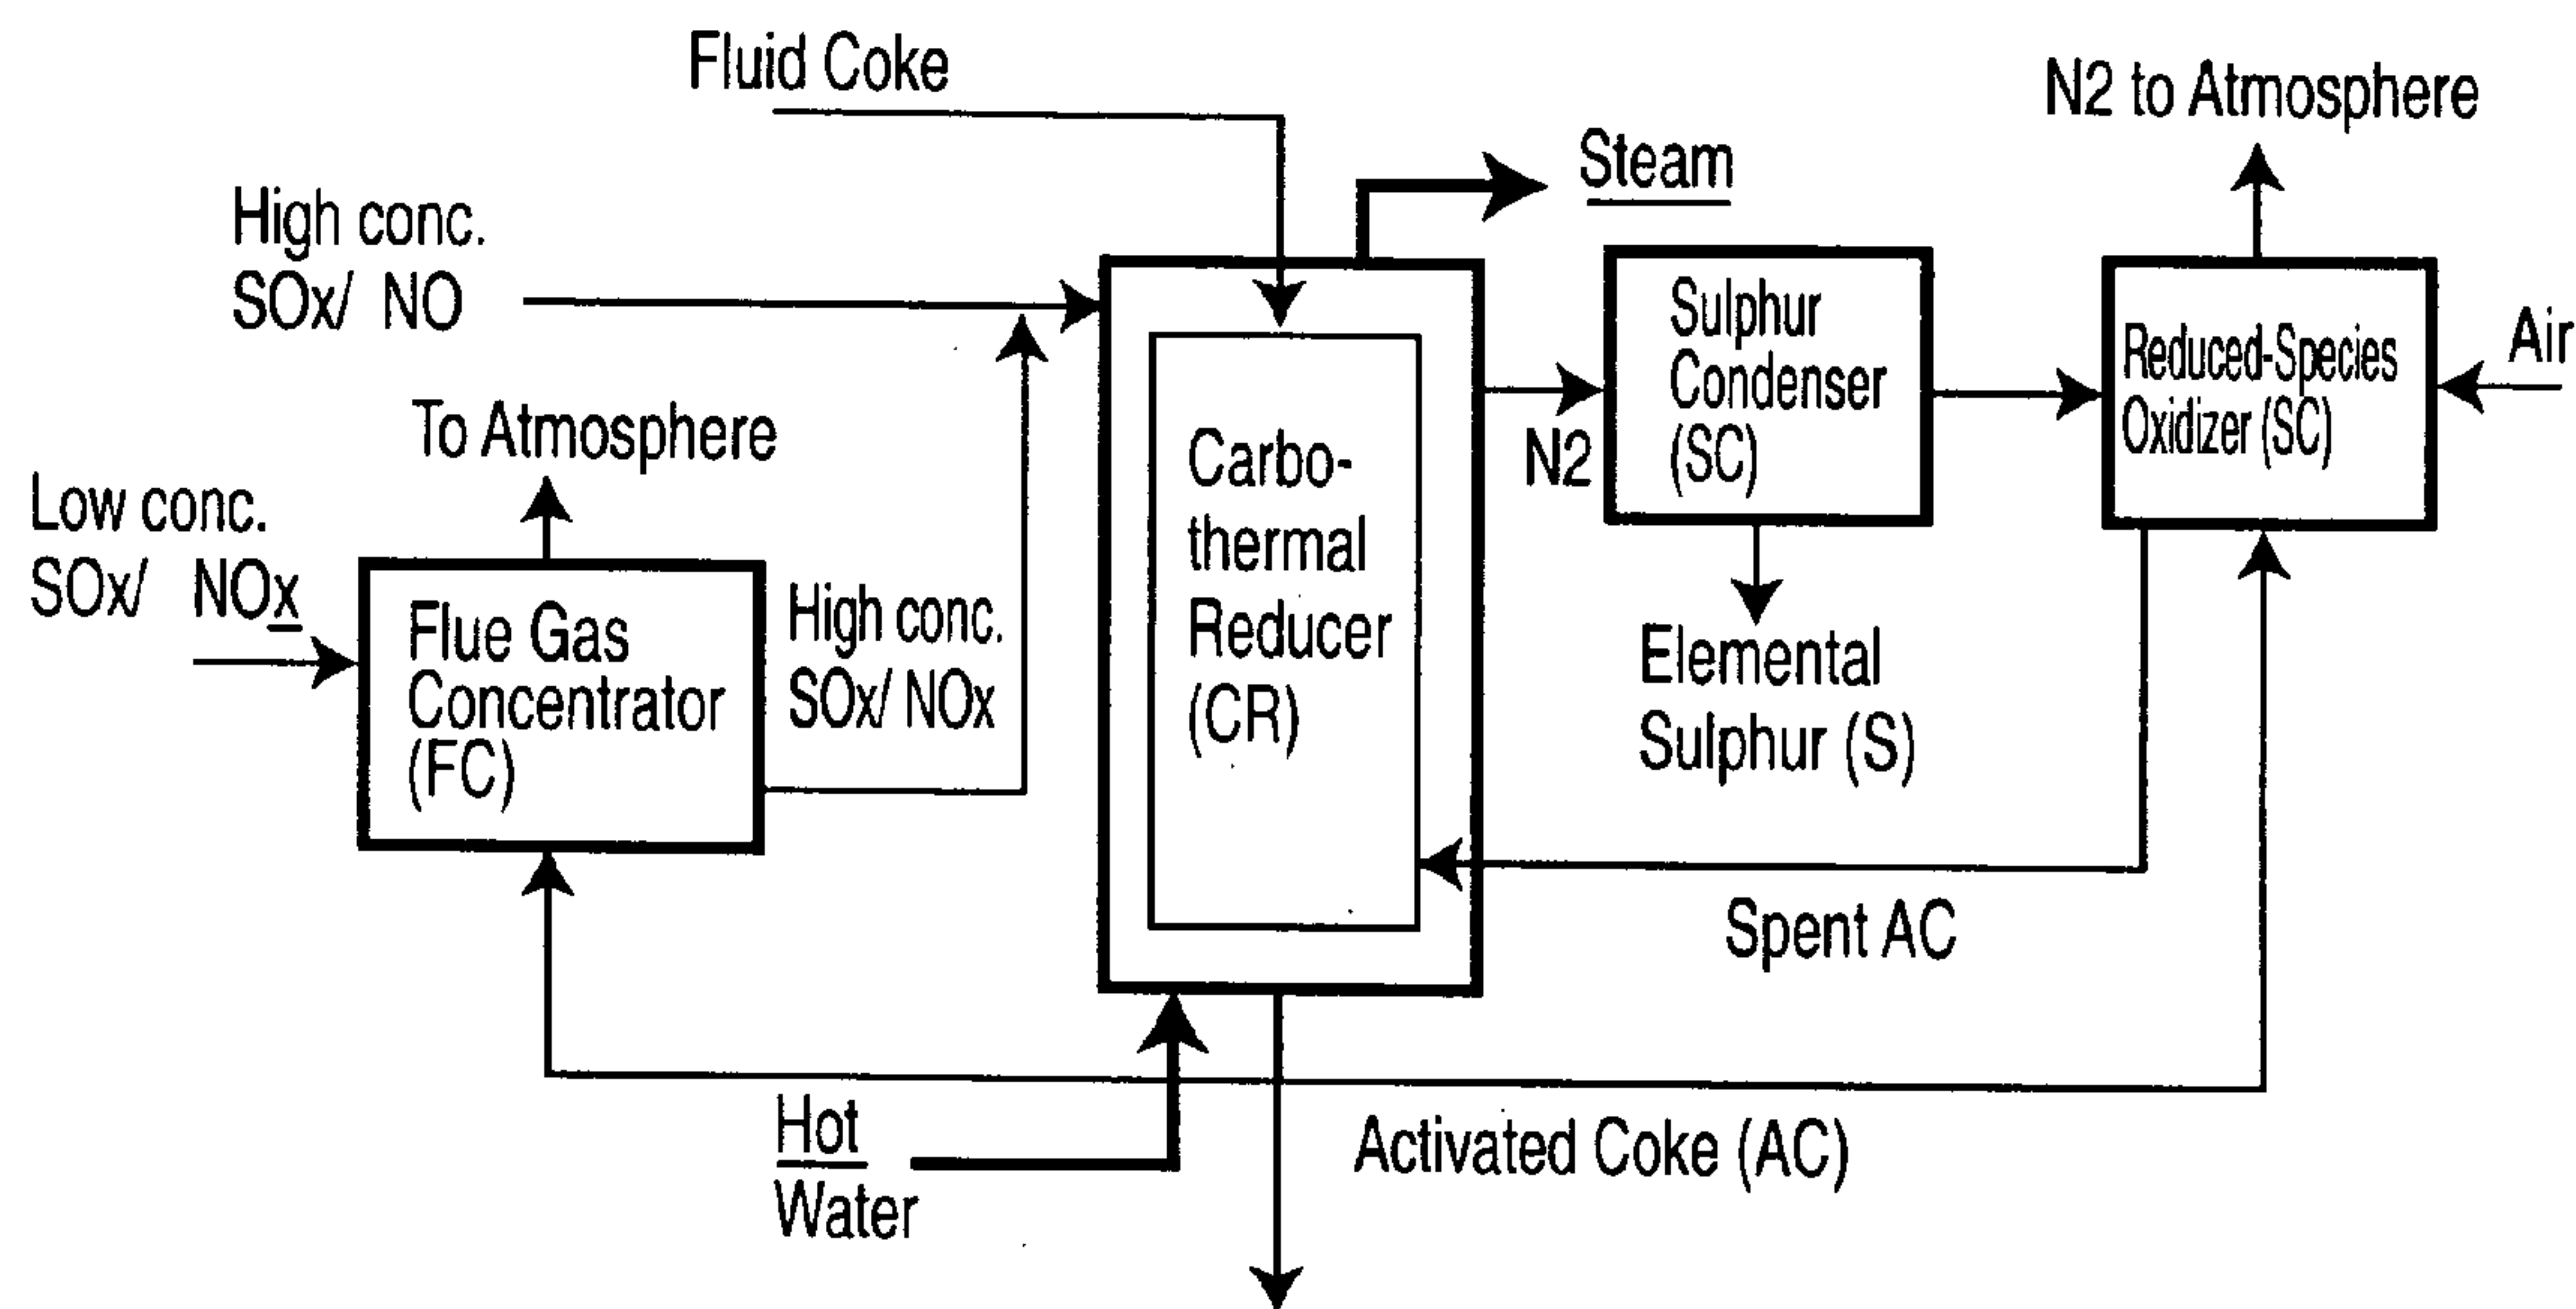 Fluid Coke
N2 to Atmosphere
Steam
High conc.
SOx/ NO
Sulphur
Condenser
(SC)
Reduced-Species
Oxidizer (SC)
Air
To Atmosphere
Low conc.
SOx/ NOx
Carbo-
thermal
Reducer
(CR)
N2
Flue Gas
Concentrator
(FC)
High conc.
SOx/ NOx
Elemental
Sulphur (S)
Spent AC
Hot
Water
Activated Coke (AC)